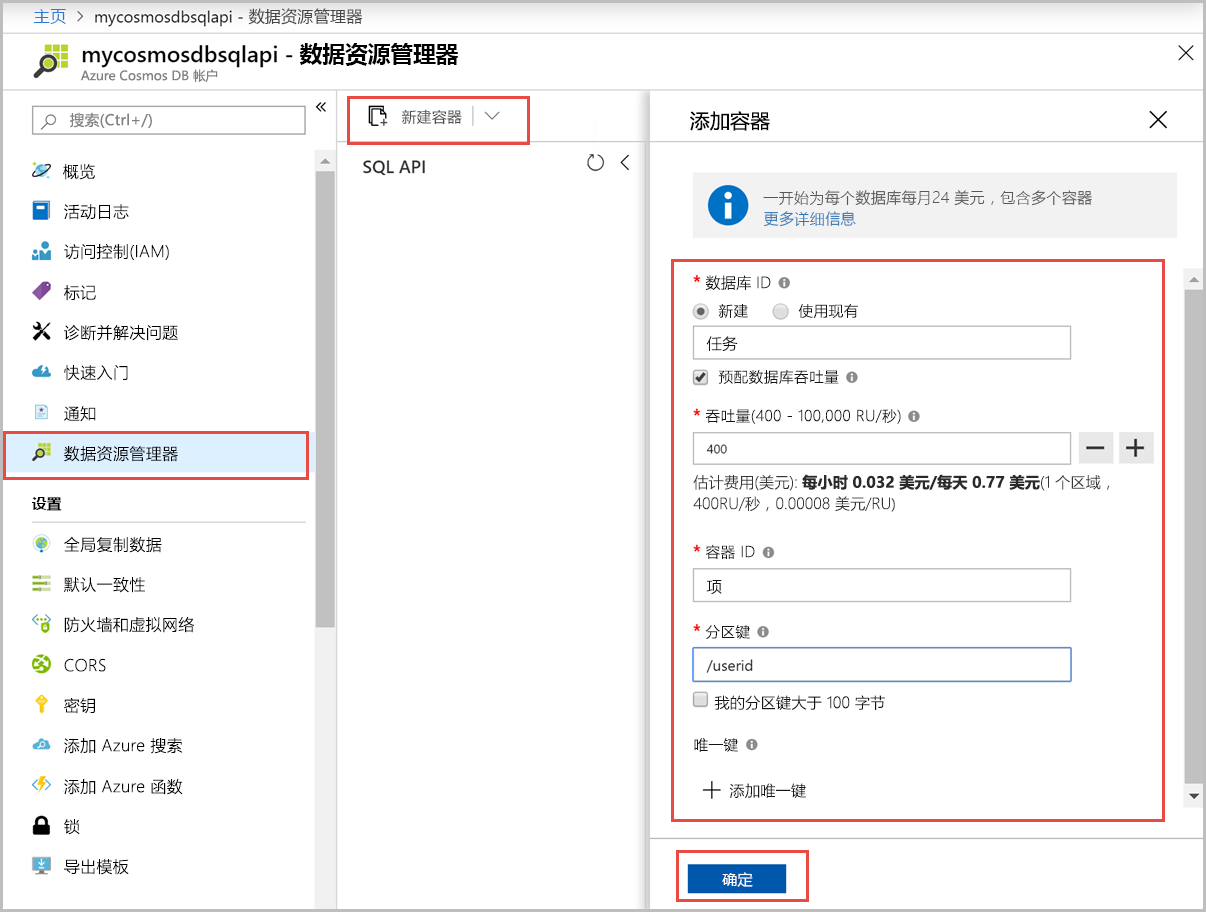 主页 > mycosmosdbsqlapi - 数据资源管理器
mycosmosdbsqlapi - 数据资源管理器
Azure Cosmos DB 帐户
搜索(Ctrl+/)
«
概览
活动日志
访问控制(IAM)
标记
诊断并解决问题
快速入门
通知
数据资源管理器
设置
全局复制数据
默认一致性
防火墙和虚拟网络
CORS
密钥
添加 Azure 搜索
添加 Azure 函数
锁
导出模板
新建容器
SQL API
添加容器
一开始为每个数据库每月24 美元，包含多个容器
更多详细信息
* 数据库 ID
新建 使用现有
任务
预配数据库吞吐量
* 吞吐量(400 - 100,000 RU/秒)
400
估计费用(美元): 每小时 0.032 美元/每天 0.77 美元(1 个区域，
400RU/秒，0.00008 美元/RU)
* 容器 ID
项
* 分区键
/userid
我的分区键大于 100 字节
唯一键
+ 添加唯一键
确定